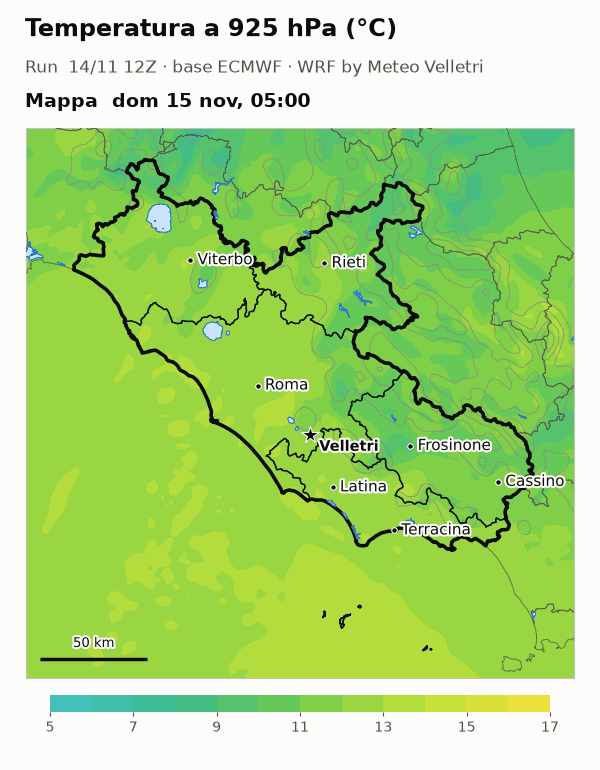 Temperatura a 925 hPa (°C)
Run 14/11 12Z · base ECMWF · WRF by Meteo Velletri
Mappa dom 15 nov, 05:00
Viterbo
Rieti
Roma
Velletri
Frosinone
Latina
Cassino
Terracina
50 km
5 7 9 11 13 15 17